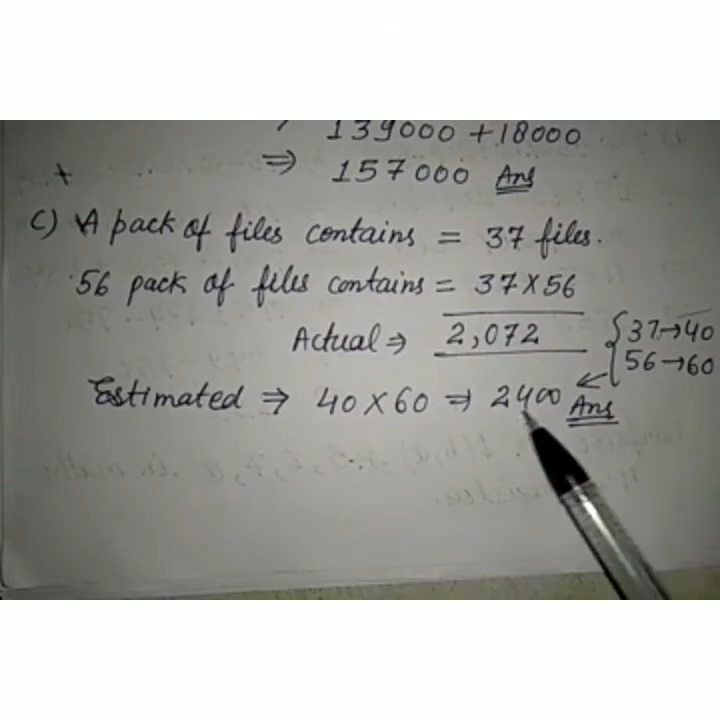 139000 + 18000
⇒ 157000 Ans
C) A pack of files contains = 37 files.
56 pack of files contains = 37 X 56
Actual ⇒ 2,072
{37→40
56→60
Estimated ⇒ 40 X 60 ⇒ 2400 Ans